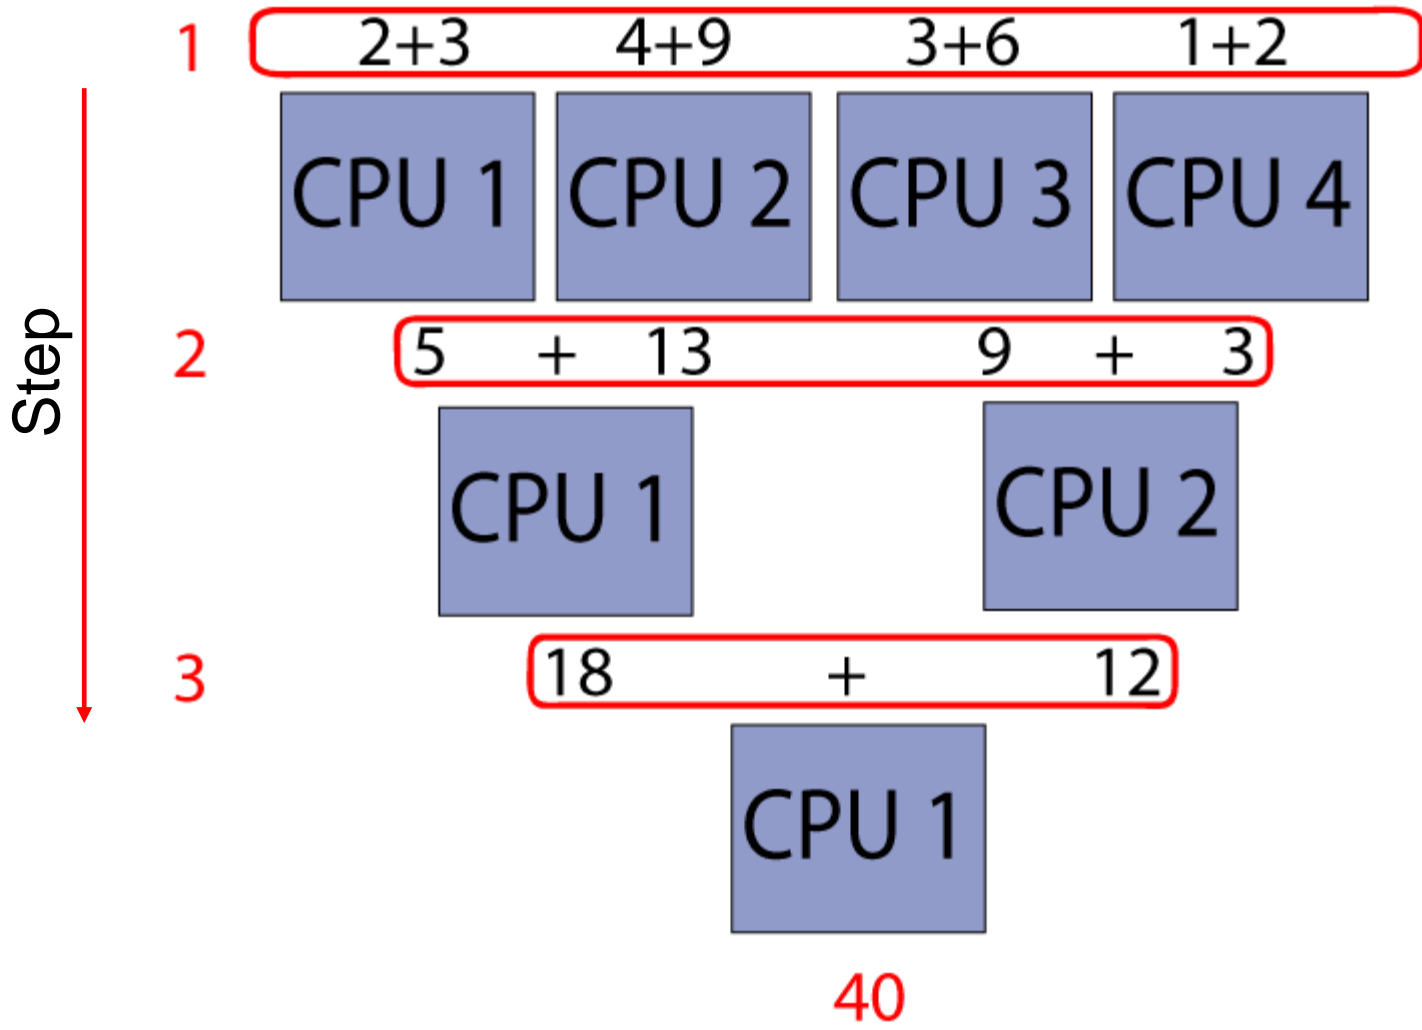 1 2+3 4+9 3+6 1+2
CPU 1 CPU 2 CPU 3 CPU 4
Step
2 5 + 13 9 + 3
CPU 1 CPU 2
3 18 + 12
CPU 1
40